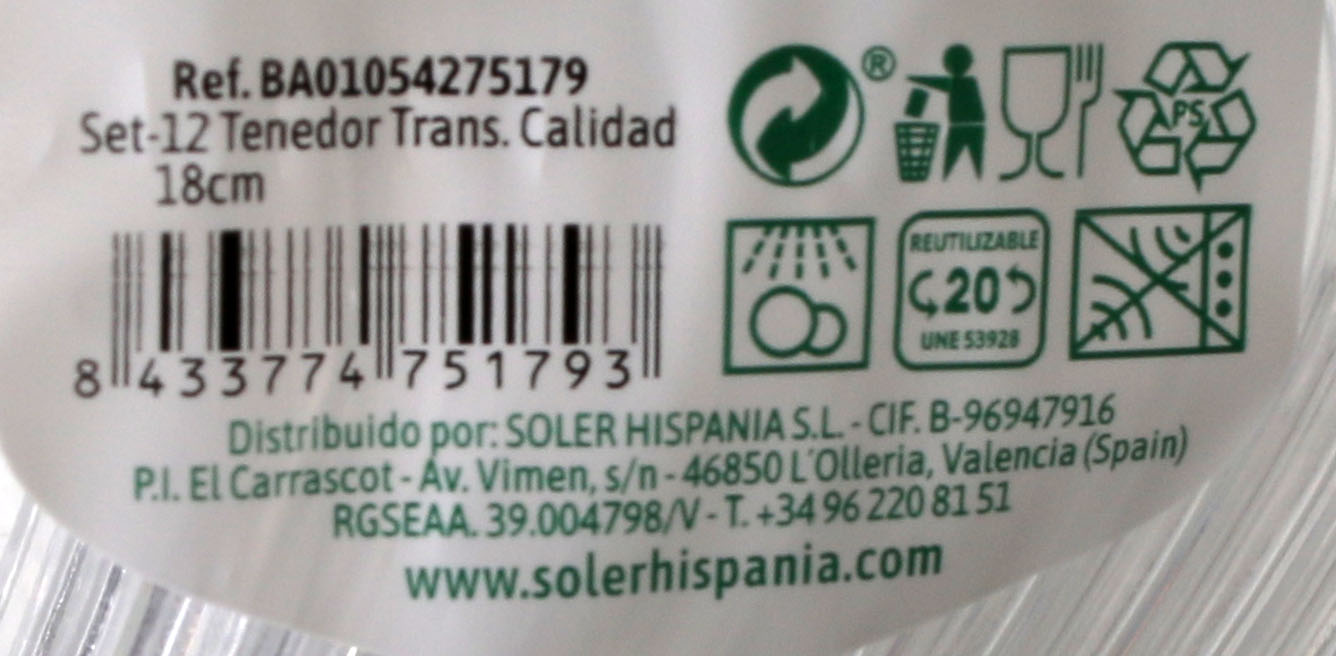 Ref. BA01054275179
Set-12 Tenedor Trans. Calidad
18cm
8 433774 751793
®
PS
REUTILIZABLE
20
UNE 53928
Distribuido por: SOLER HISPANIA S.L. - CIF. B-96947916
P.I. El Carrascot - Av. Vimen, s/n - 46850 L'Olleria, Valencia (Spain)
RGSEAA. 39.004798/V - T. +34 96 220 81 51
www.solerhispania.com